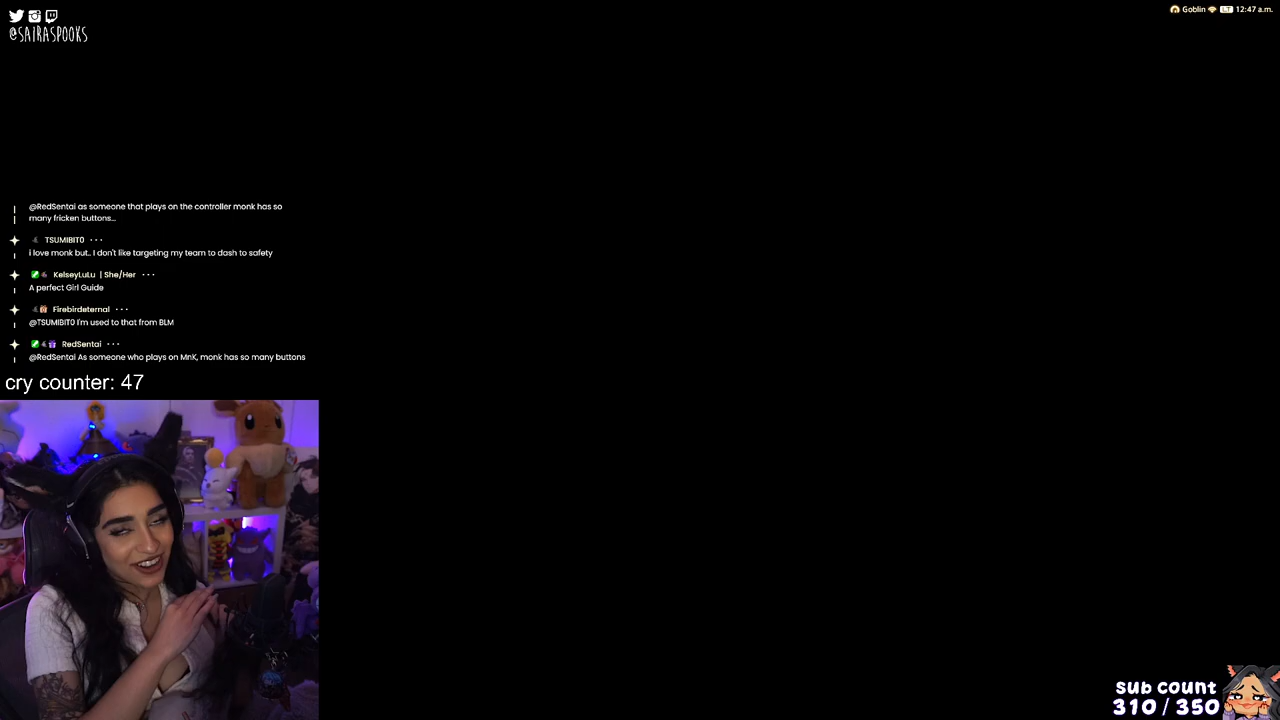 @SAIRASPOOKS
Goblin LT 12:47 a.m.
@RedSentai as someone that plays on the controller monk has so
many fricken buttons...
TSUMIBIT0
i love monk but.. I don't like targeting my team to dash to safety
KelseyLuLu | She/Her
A perfect Girl Guide
Firebirdeternal
@TSUMIBIT0 I'm used to that from BLM
RedSentai
@RedSentai As someone who plays on MnK, monk has so many buttons
cry counter: 47
sub count
310 / 350